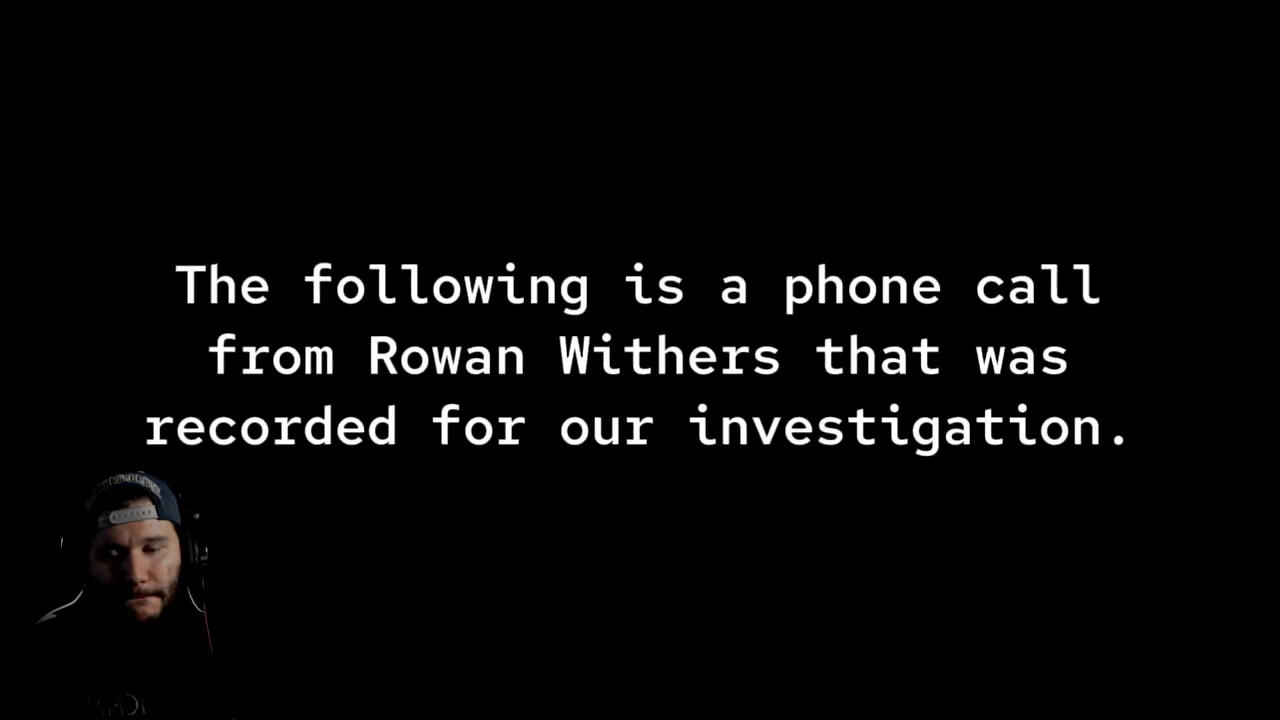 The following is a phone call
from Rowan Withers that was
recorded for our investigation.